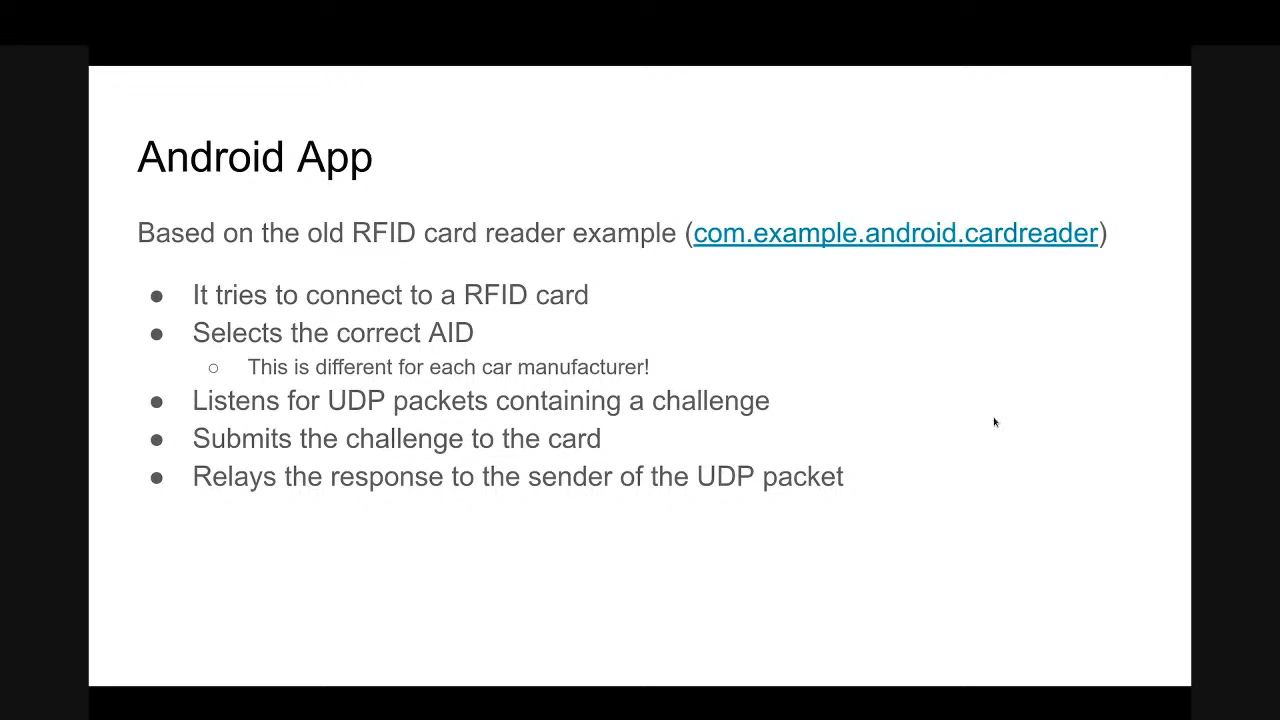 Android App
Based on the old RFID card reader example (com.example.android.cardreader)
● It tries to connect to a RFID card
● Selects the correct AID
○ This is different for each car manufacturer!
● Listens for UDP packets containing a challenge
● Submits the challenge to the card
● Relays the response to the sender of the UDP packet